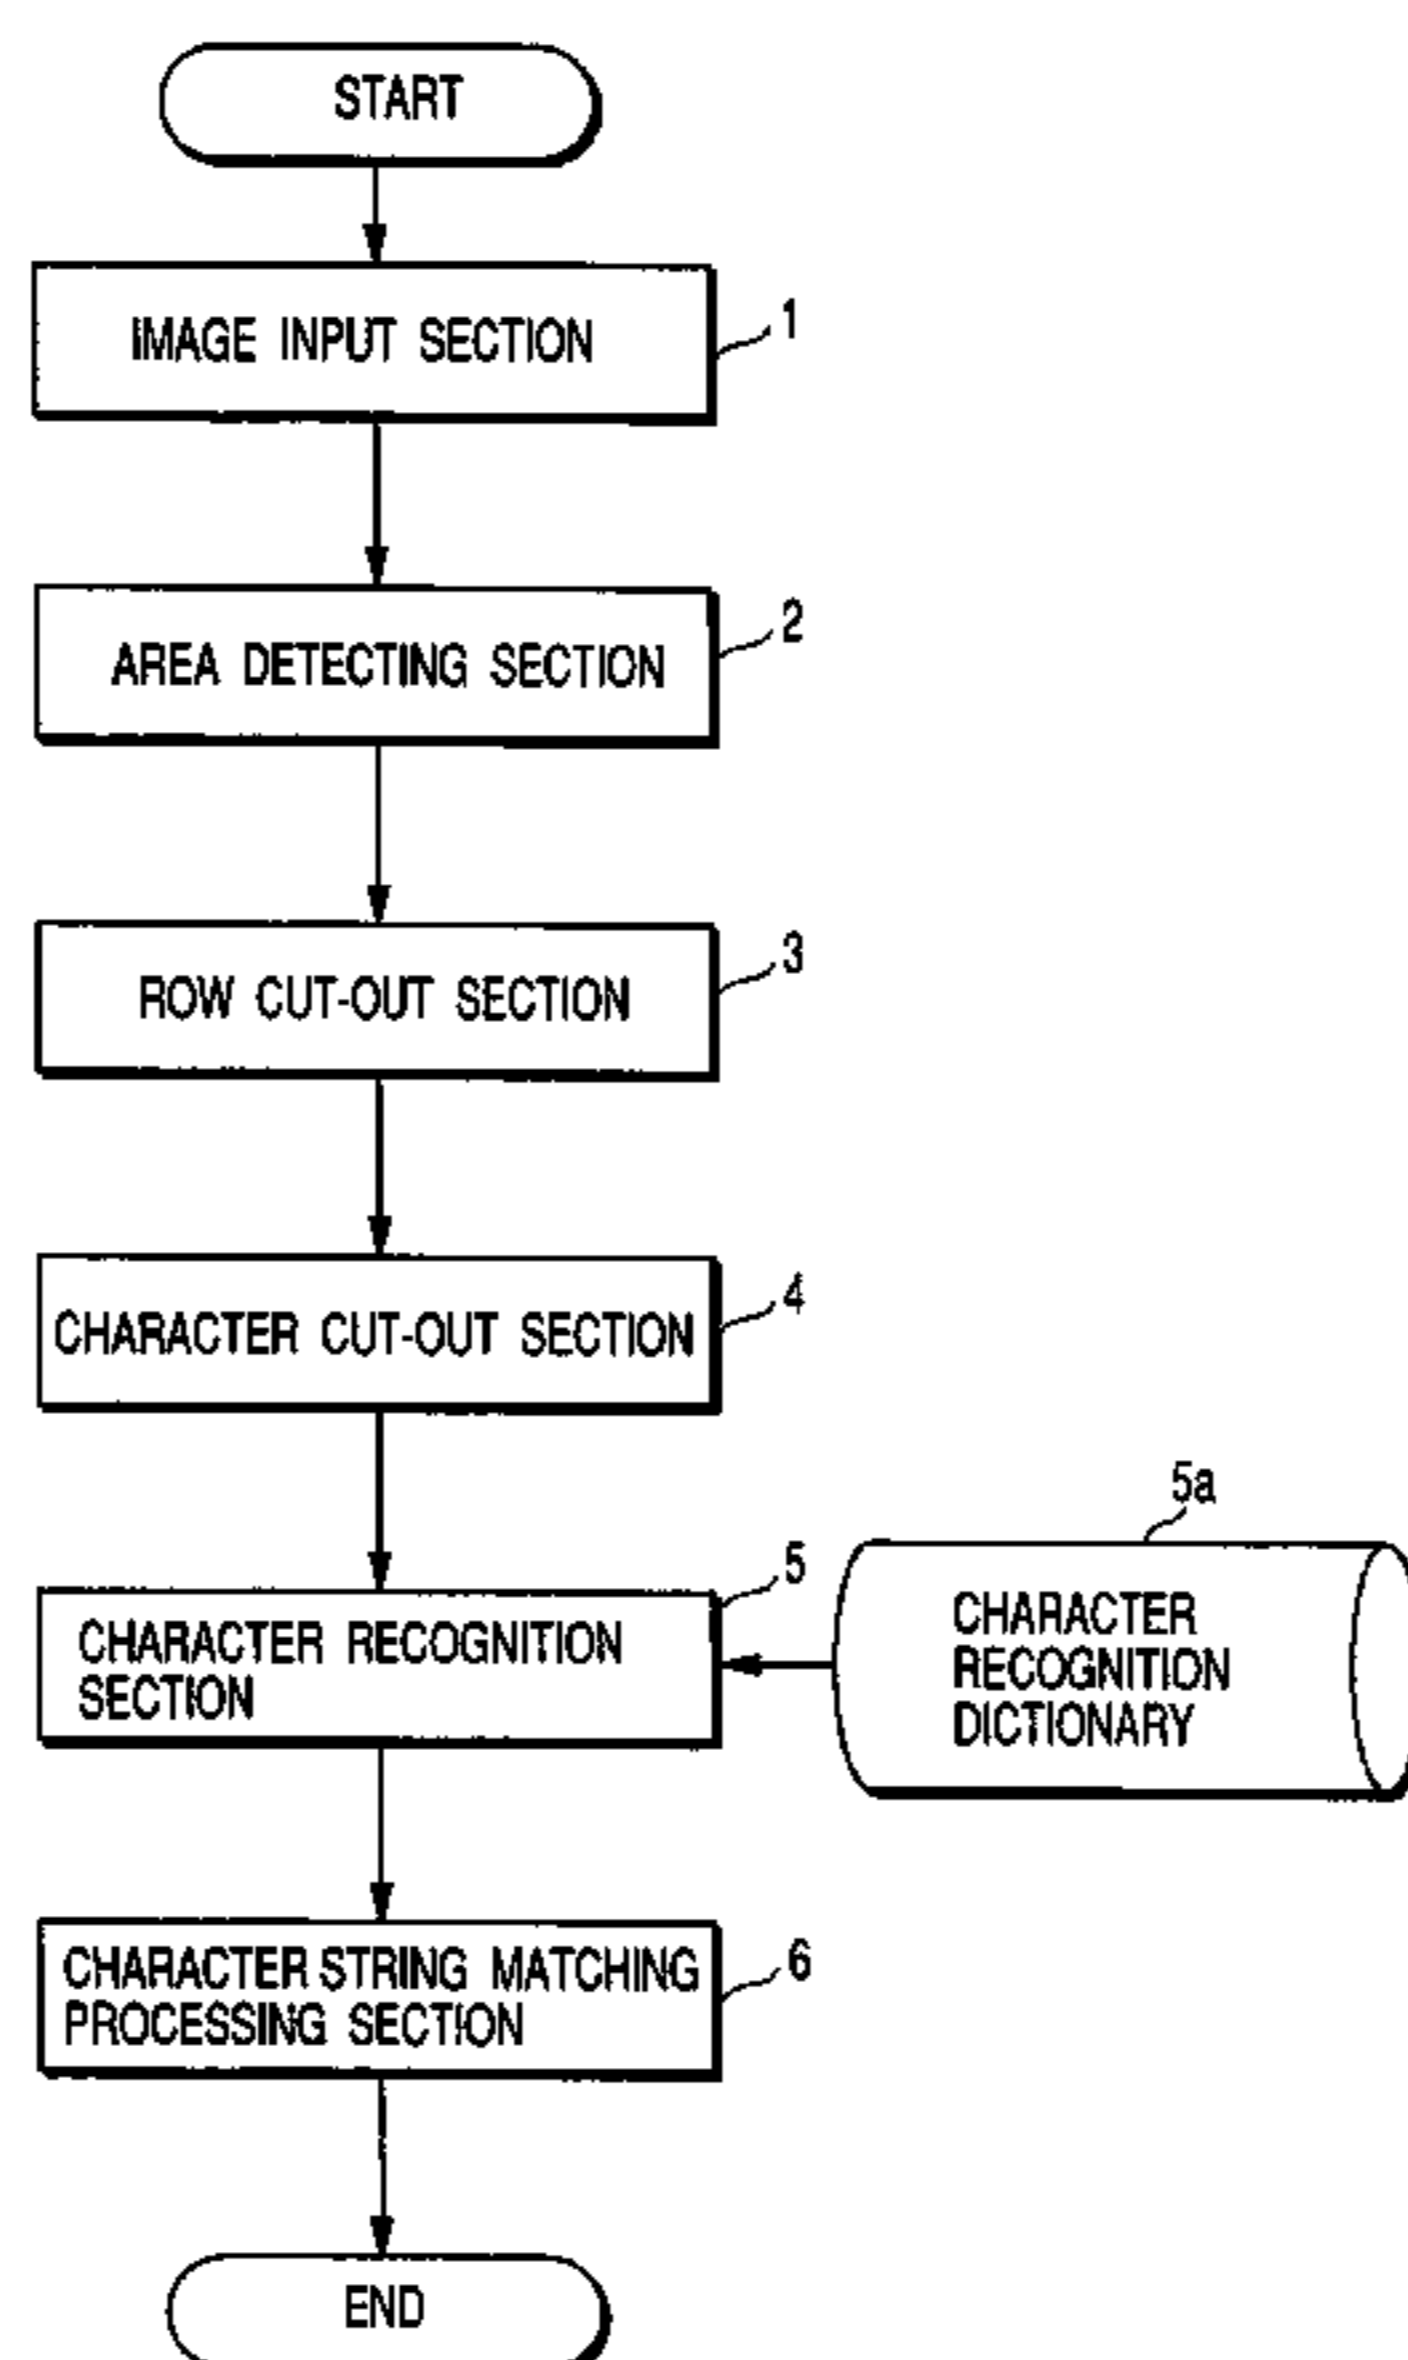 START
IMAGE INPUT SECTION
1
AREA DETECTING SECTION
2
ROW CUT-OUT SECTION
3
CHARACTER CUT-OUT SECTION
4
5a
5
CHARACTER RECOGNITION
SECTION
CHARACTER
RECOGNITION
DICTIONARY
CHARACTER STRING MATCHING
PROCESSING SECTION
6
END